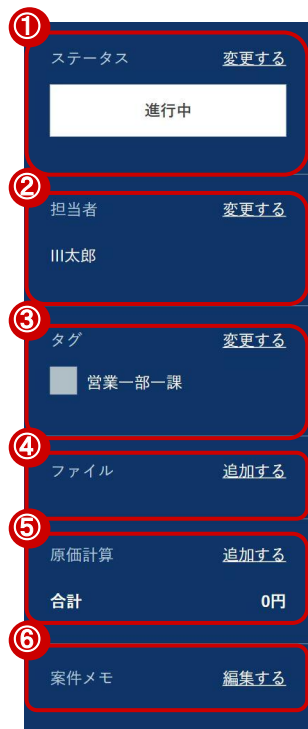 ①
ステータス 変更する
進行中
②
担当者 変更する
III太郎
③
タグ 変更する
営業一部一課
④
ファイル 追加する
⑤
原価計算 追加する
合計 0円
⑥
案件メモ 編集する